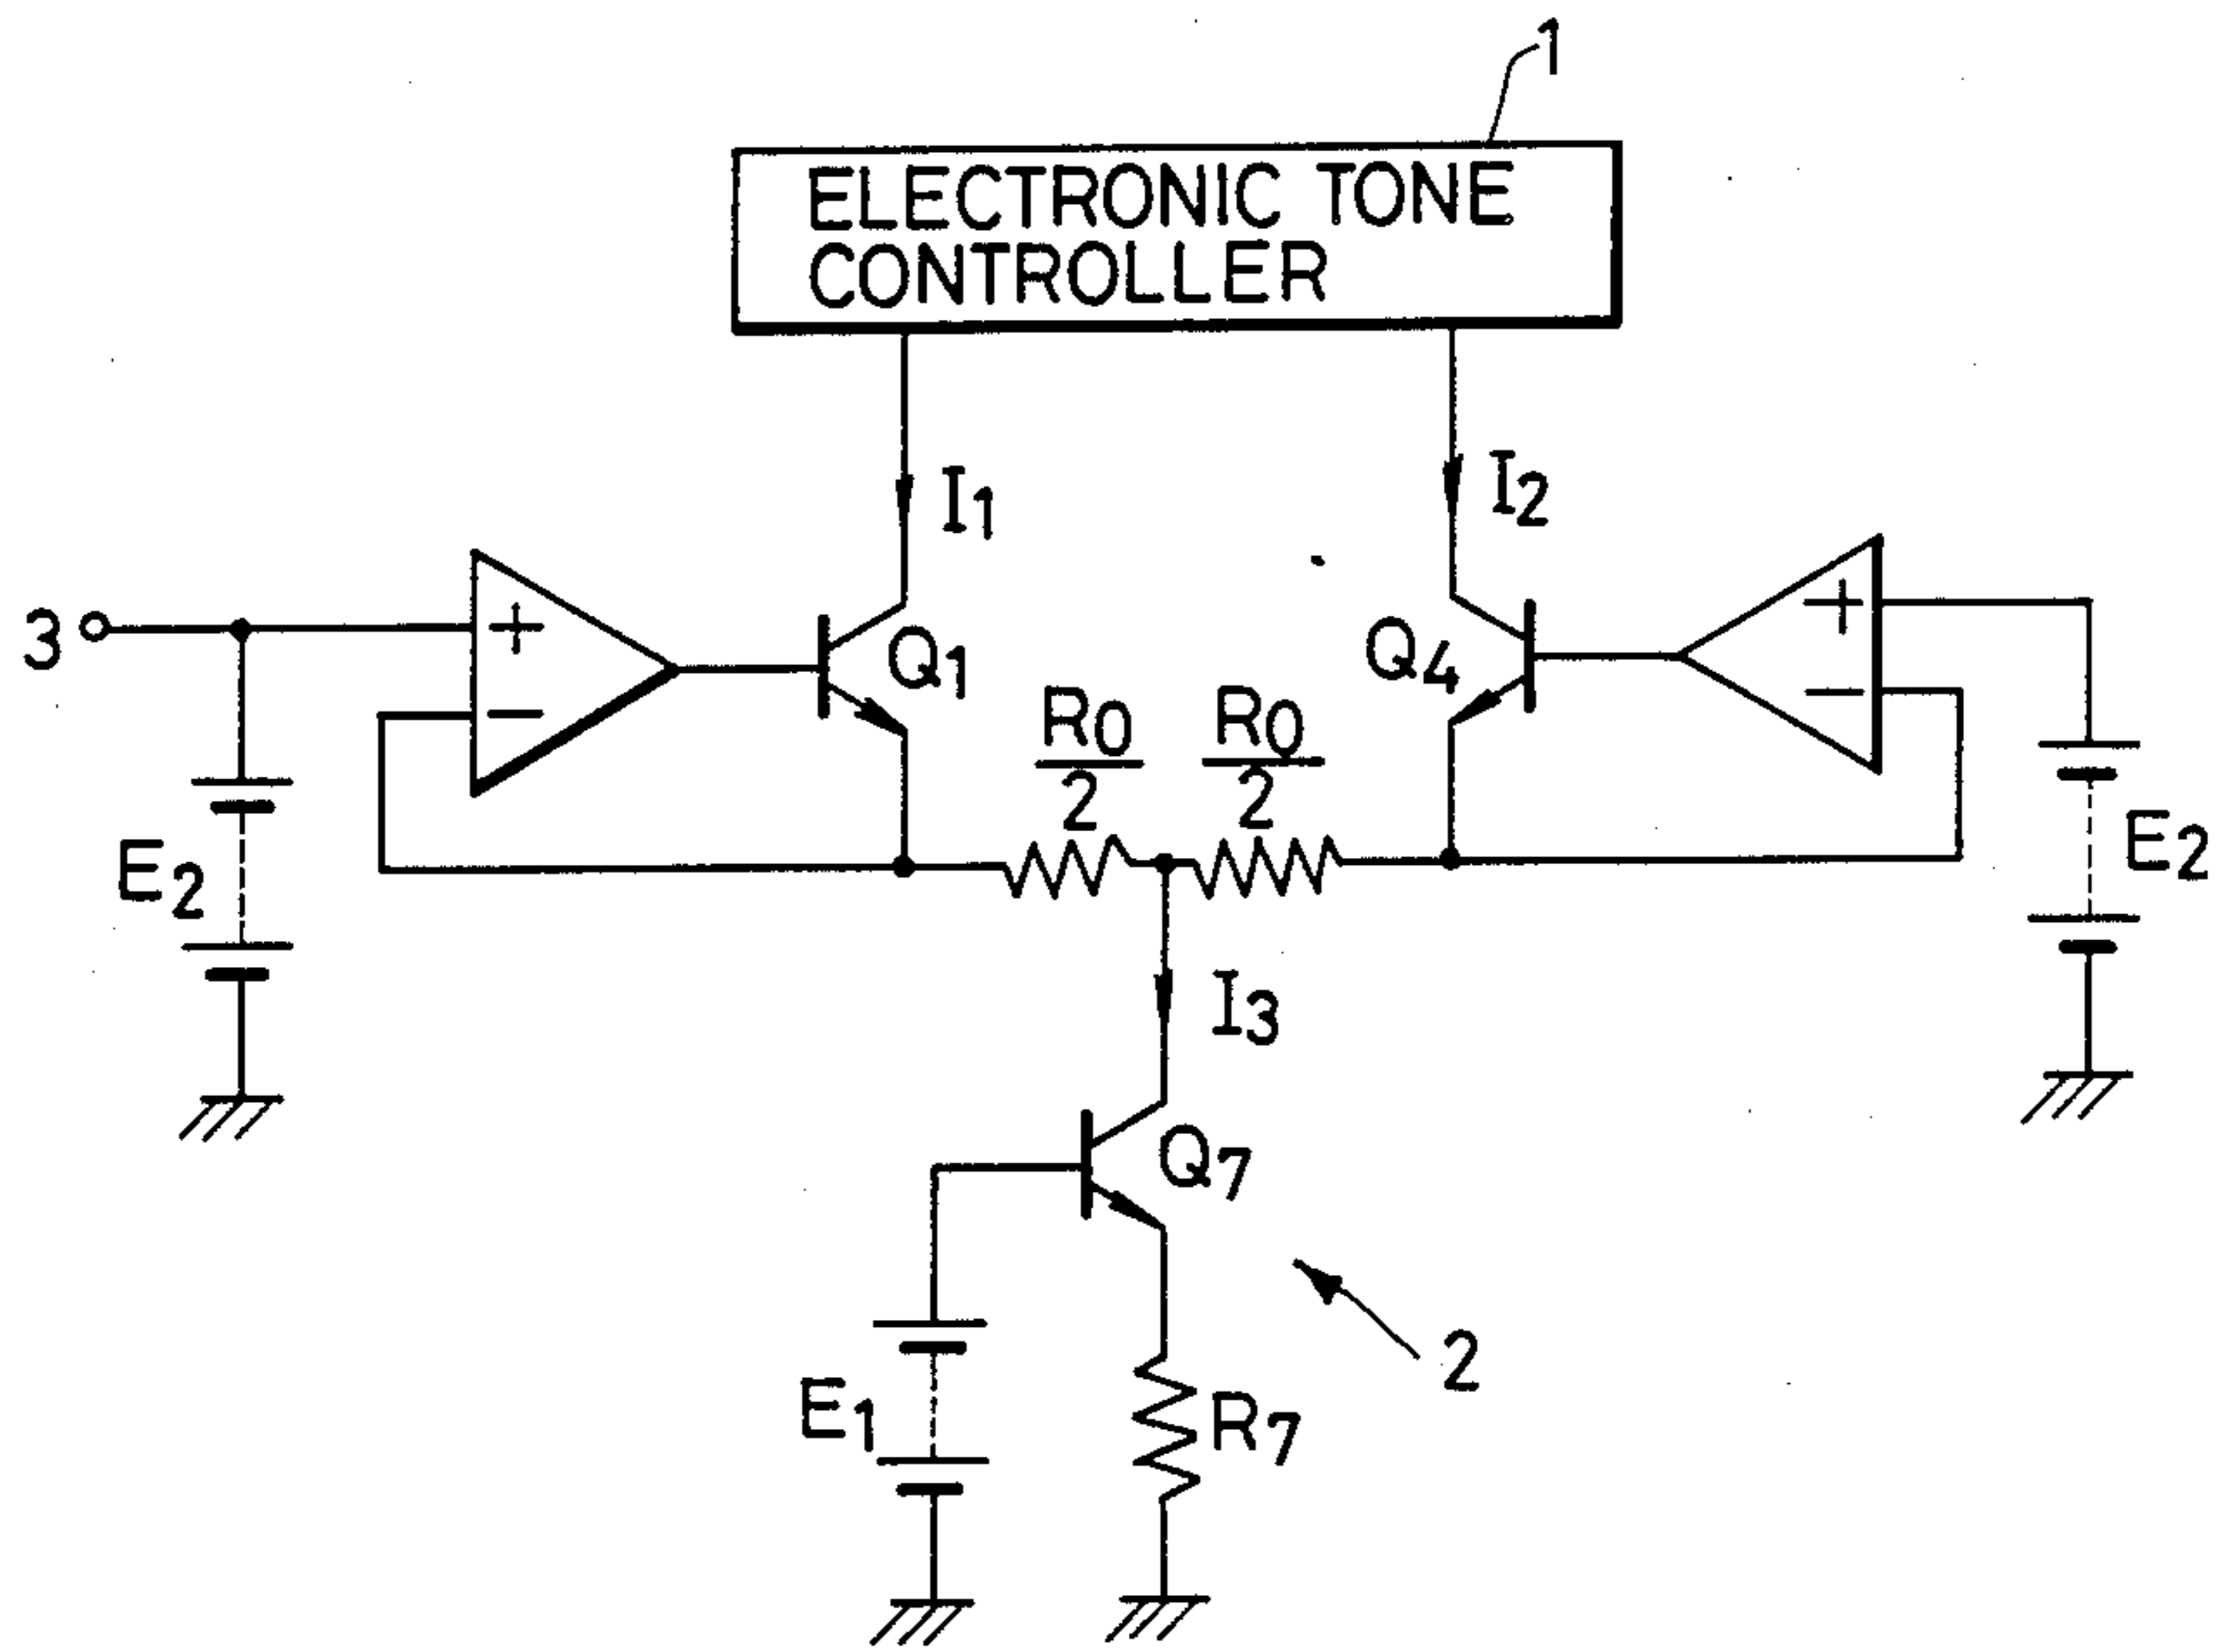 1
ELECTRONIC TONE
CONTROLLER
I1
I2
3
+
−
Q1
Q4
+
−
R0
2
R0
2
E2
E2
I3
Q7
2
E1
R7